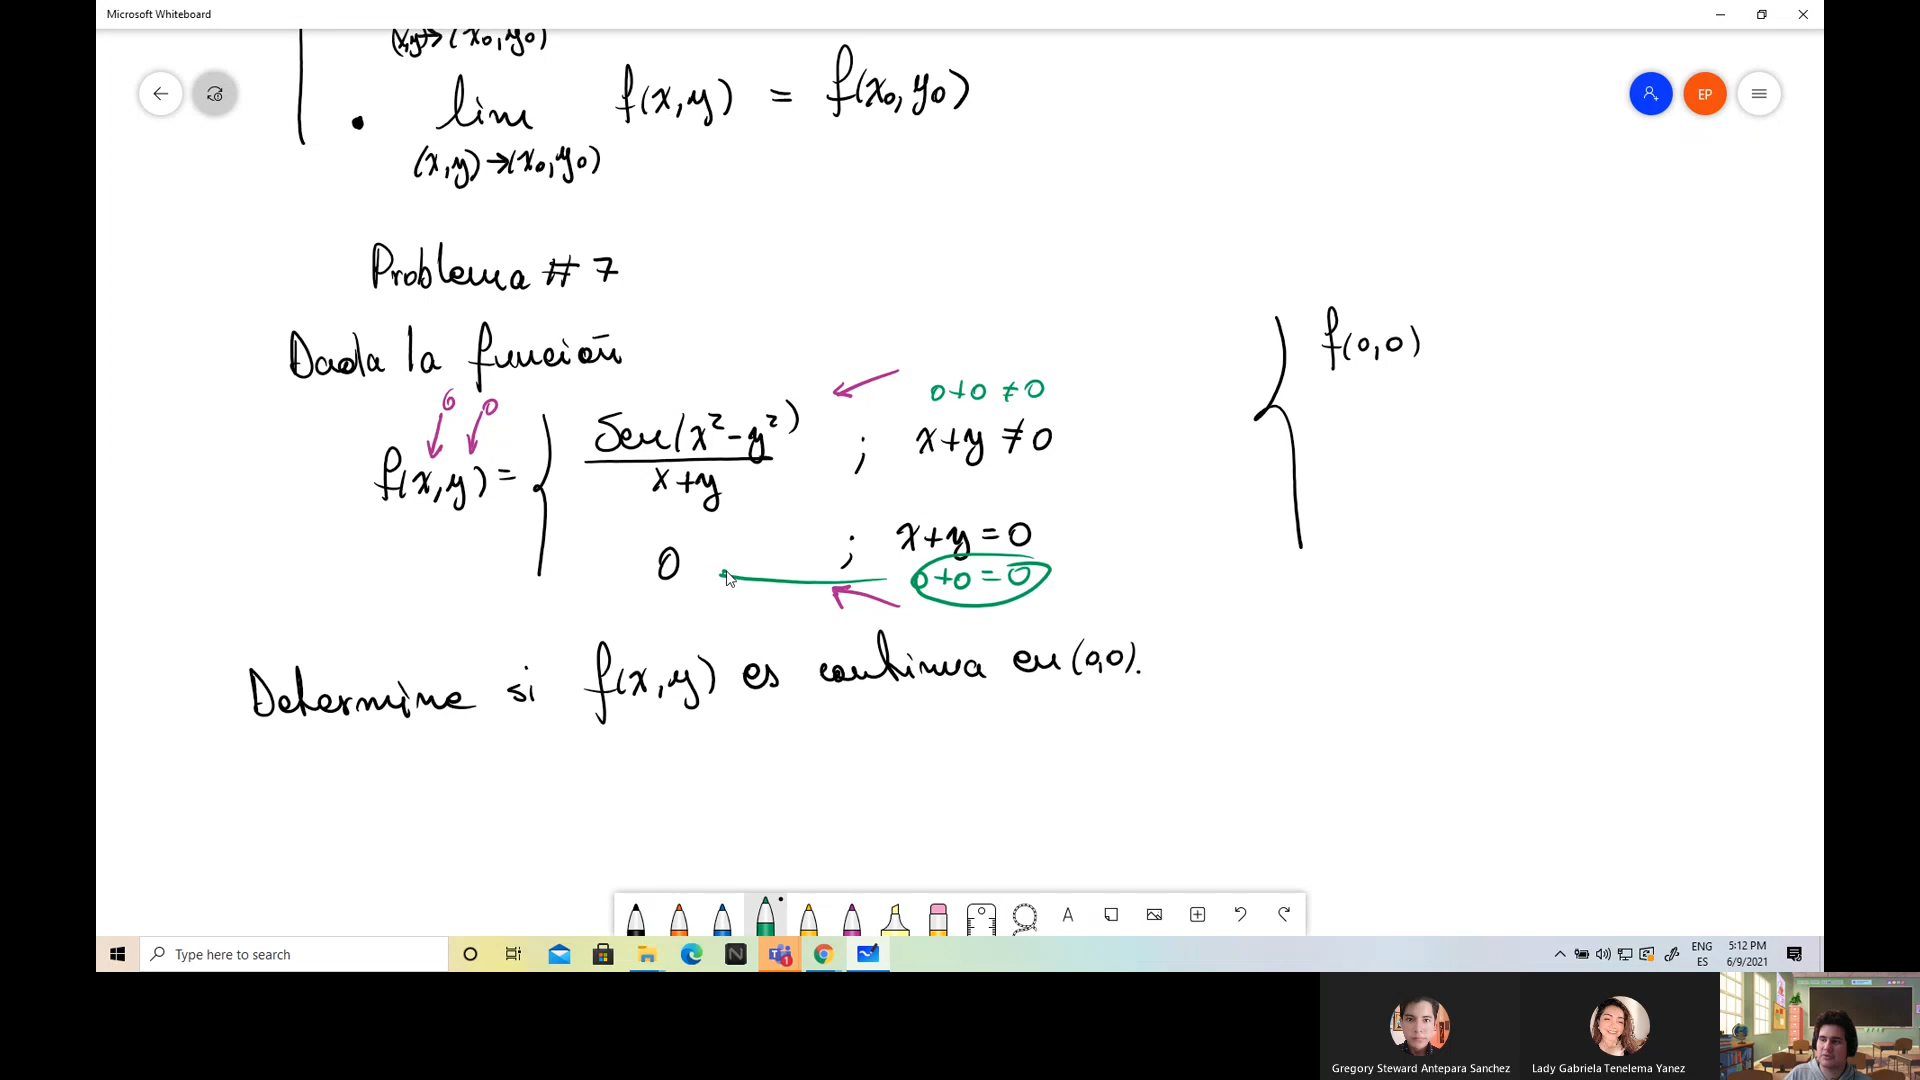 Microsoft Whiteboard
(x,y)→(x₀,y₀)
• lim f(x,y) = f(x₀,y₀)
(x,y)→(x₀,y₀)
EP
Problema # 7
Dada la función
f(0,0)
0 0
0+0 ≠ 0
f(x,y) = { Sen(x²-y²) / x+y ; x+y ≠ 0
0 ; x+y = 0
0+0 = 0
Determine si f(x,y) es continua en (0,0).
A
Type here to search
N
1
ENG
ES
5:12 PM
6/9/2021
Gregory Steward Antepara Sanchez
Lady Gabriela Tenelema Yanez